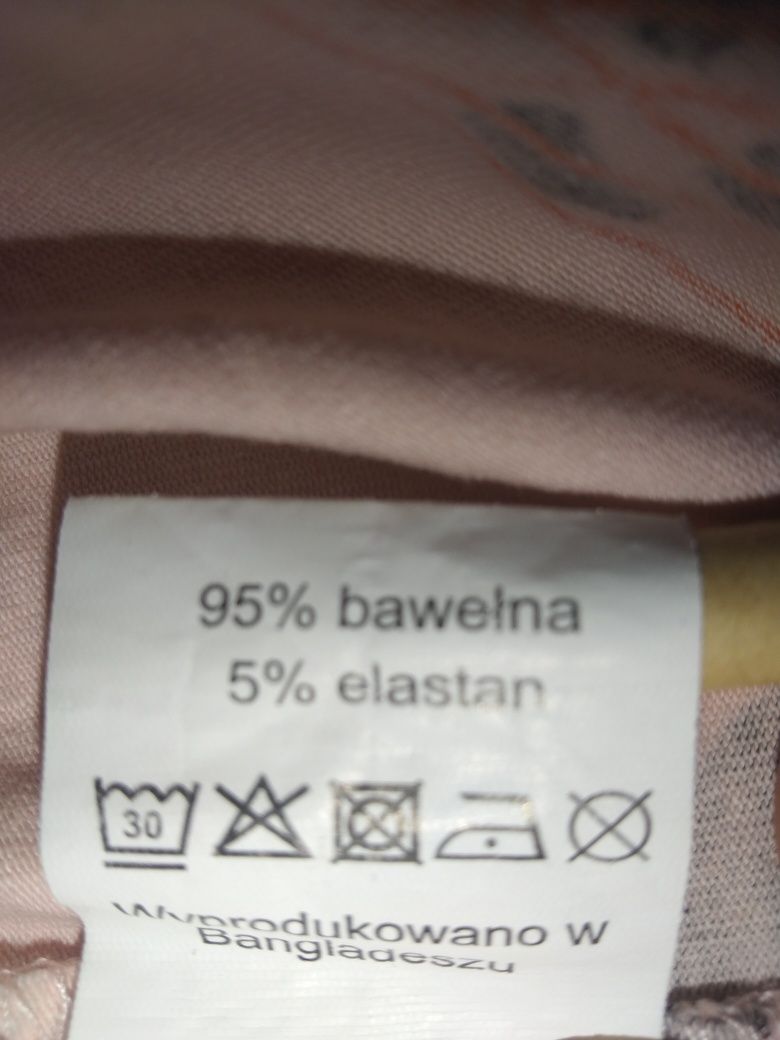 95% bawełna
5% elastan
30
Wyprodukowano w
Bangladeszu